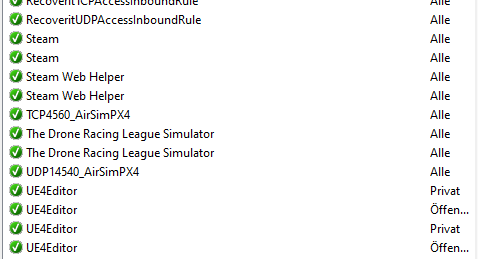 RecoveritTCPAccessInboundRule Alle
RecoveritUDPAccessInboundRule Alle
Steam Alle
Steam Alle
Steam Web Helper Alle
Steam Web Helper Alle
TCP4560_AirSimPX4 Alle
The Drone Racing League Simulator Alle
The Drone Racing League Simulator Alle
UDP14540_AirSimPX4 Alle
UE4Editor Privat
UE4Editor Öffen...
UE4Editor Privat
UE4Editor Öffen...